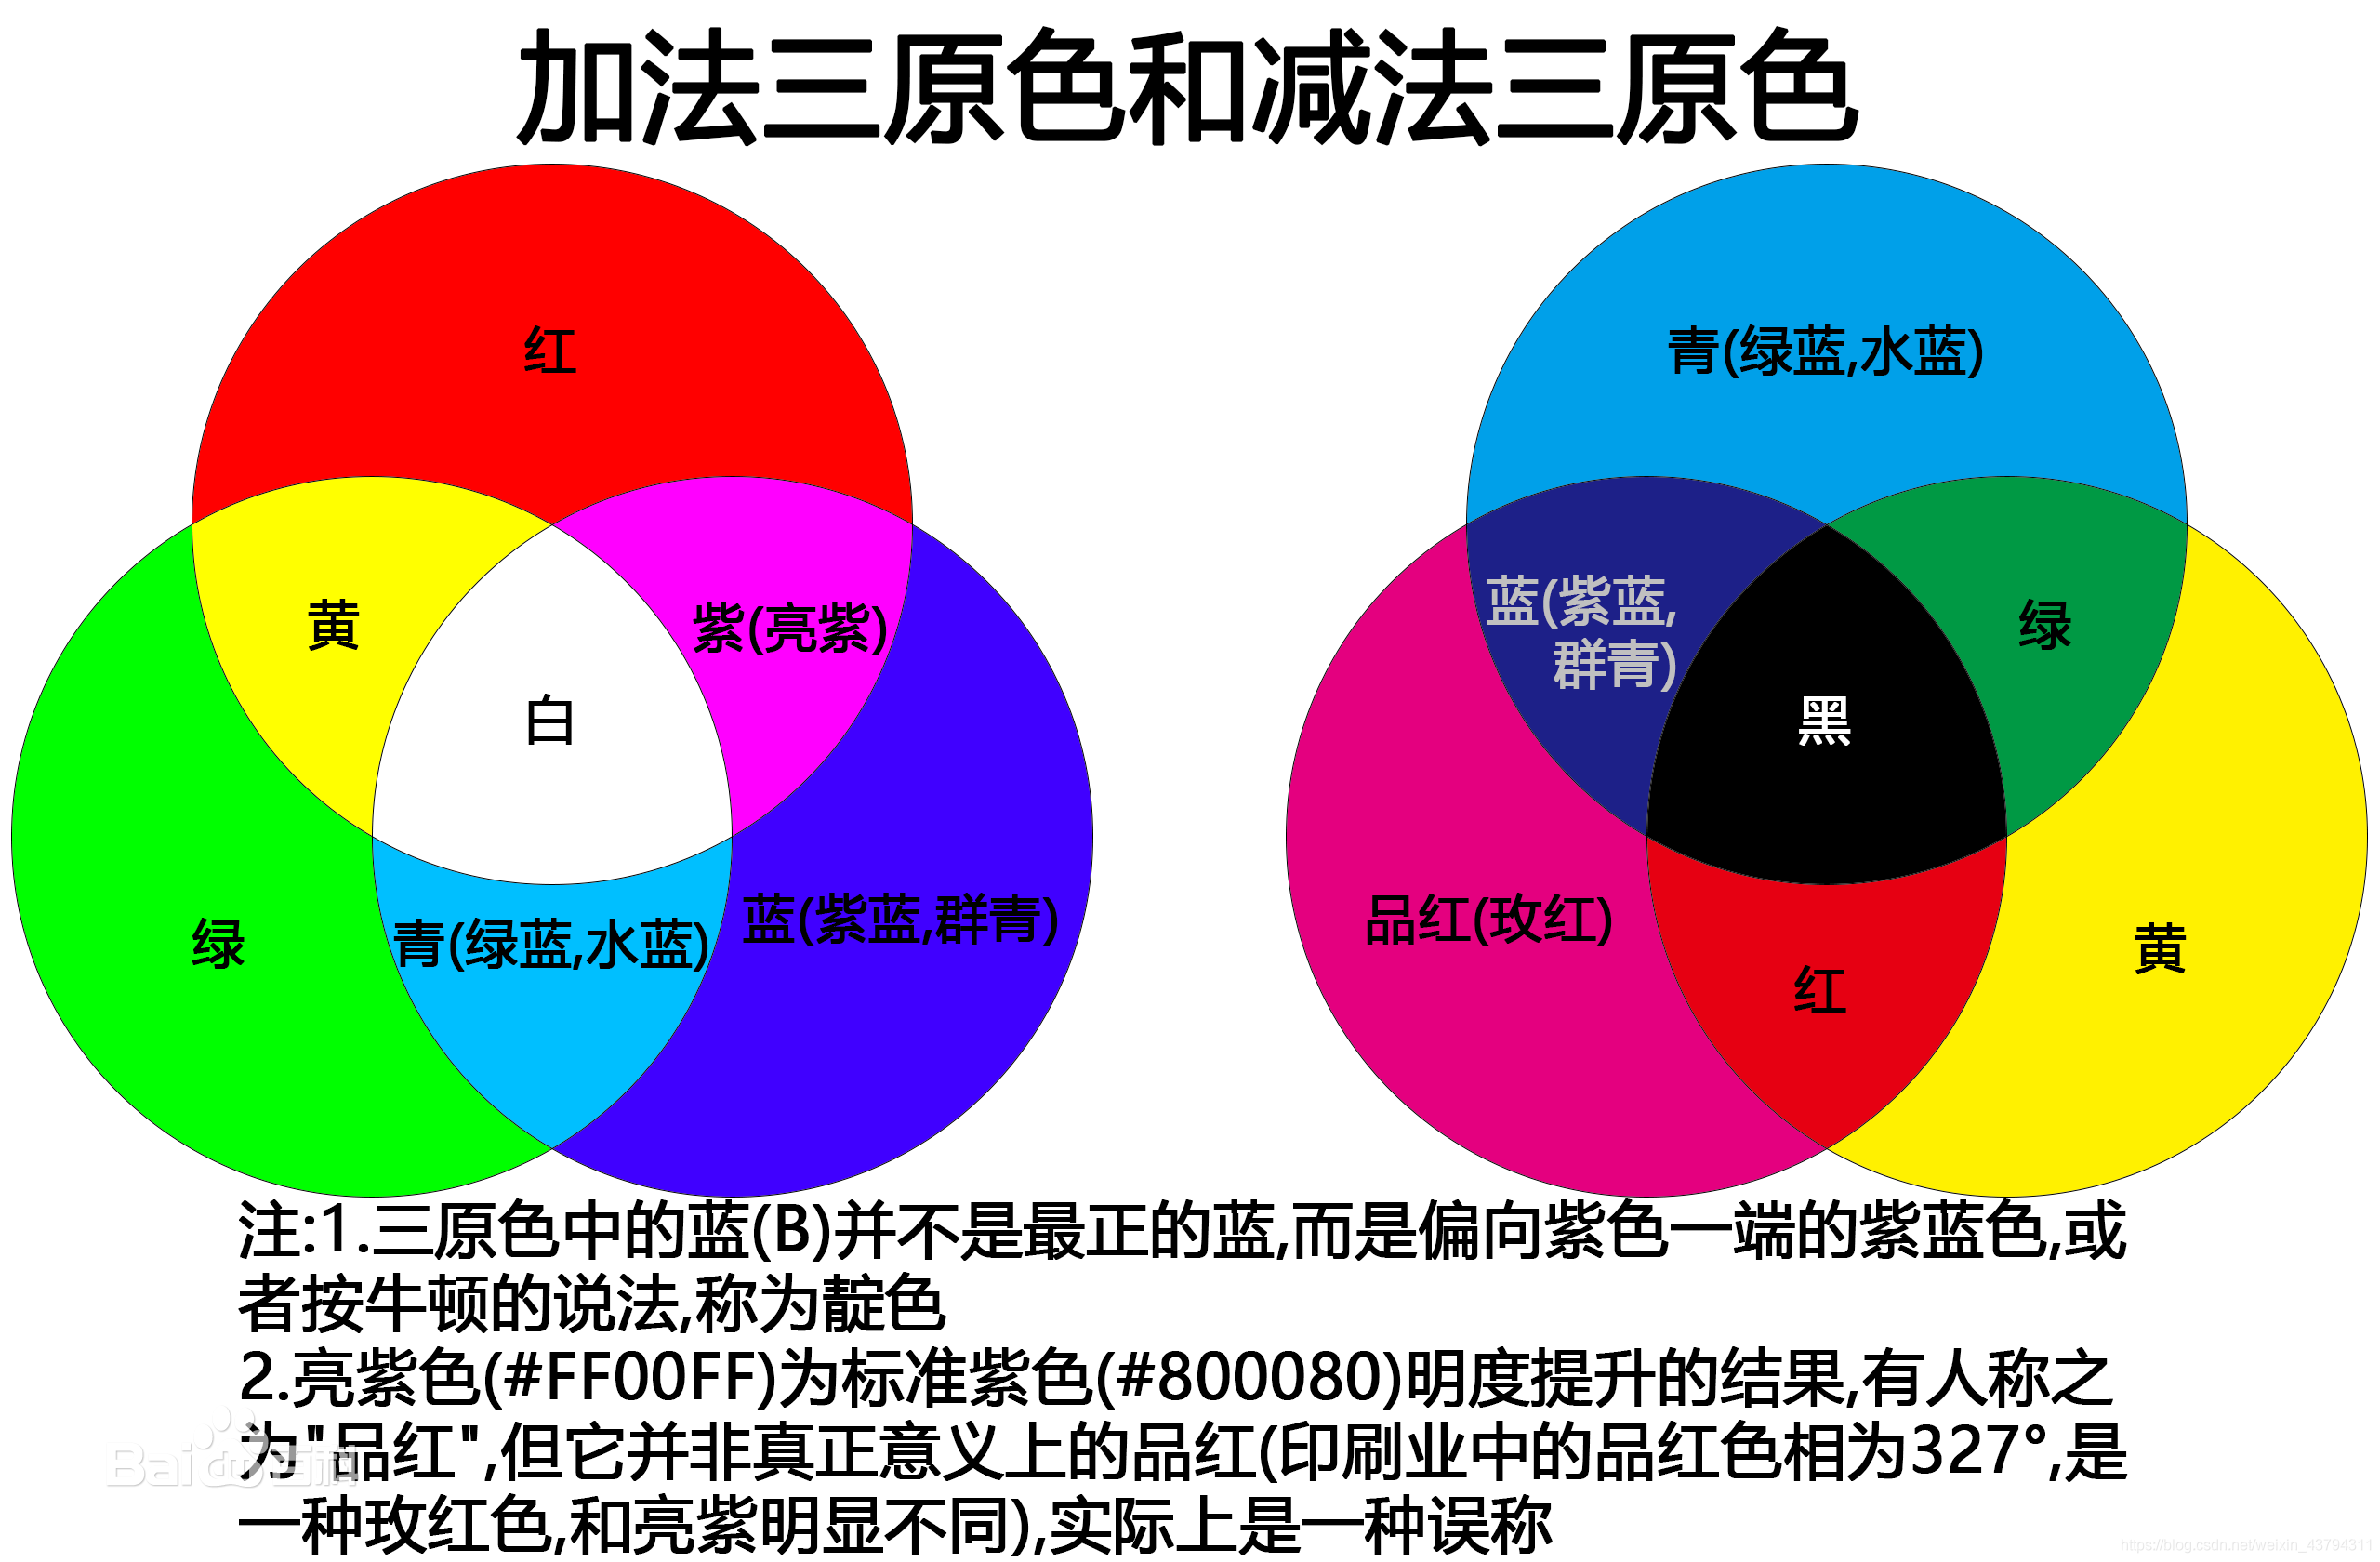 加法三原色和减法三原色
红
黄
紫(亮紫)
白
绿
青(绿蓝,水蓝)
蓝(紫蓝,群青)
青(绿蓝,水蓝)
蓝(紫蓝,
群青)
绿
黑
品红(玫红)
红
黄
注:1.三原色中的蓝(B)并不是最正的蓝,而是偏向紫色一端的紫蓝色,或
者按牛顿的说法,称为靛色
2.亮紫色(#FF00FF)为标准紫色(#800080)明度提升的结果,有人称之
为"品红",但它并非真正意义上的品红(印刷业中的品红色相为327°,是
一种玫红色,和亮紫明显不同),实际上是一种误称
Baidu百科
https://blog.csdn.net/weixin_43794311